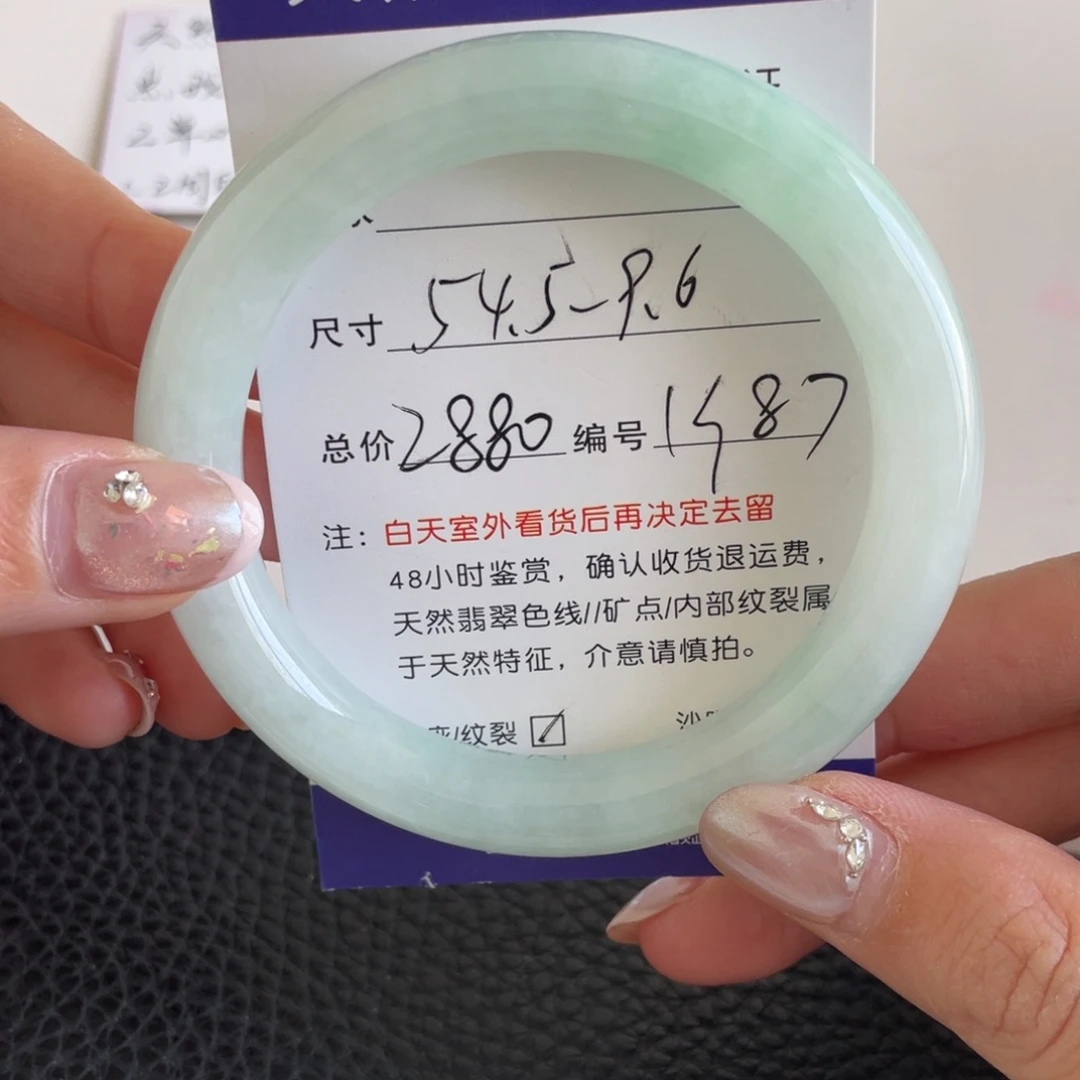 证
尺寸 54.5-9.6
总价 2880 编号 1487
注：白天室外看货后再决定去留
48小时鉴赏，确认收货退运费，
天然翡翠色线//矿点/内部纹裂属
于天然特征，介意请慎拍。
/纹裂 ☑